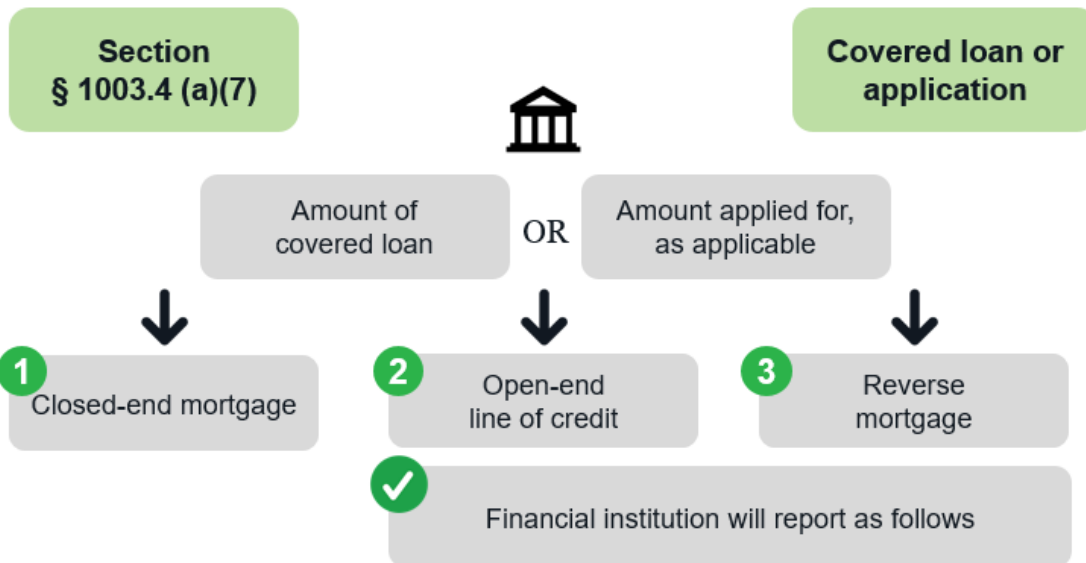 Section
§ 1003.4 (a)(7)
Covered loan or
application
Amount of
covered loan
OR
Amount applied for,
as applicable
1
Closed-end mortgage
2
Open-end
line of credit
3
Reverse
mortgage
Financial institution will report as follows